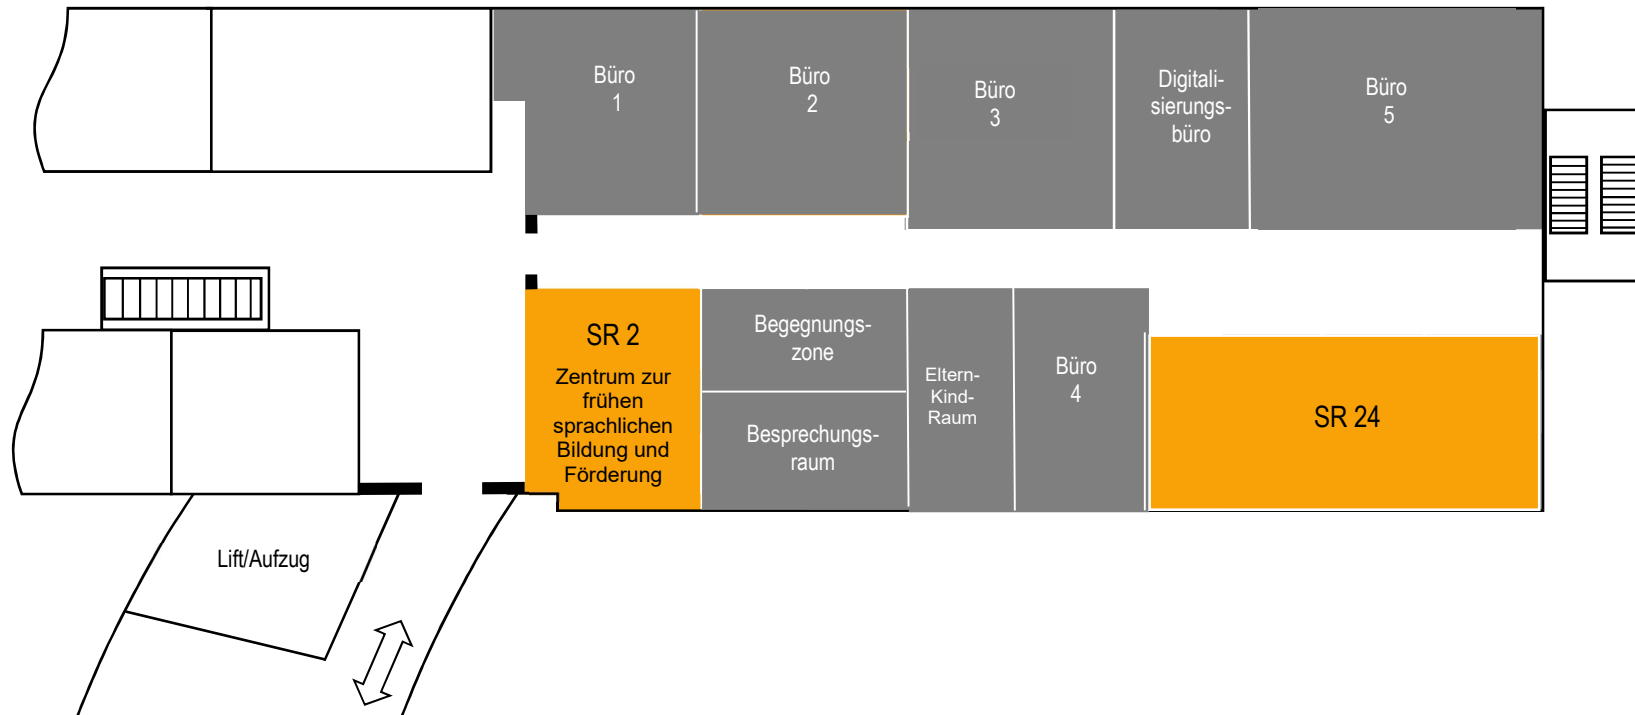 Büro
1
Büro
2
Büro
3
Digitali-
sierungs-
büro
Büro
5
SR 2
Zentrum zur
frühen
sprachlichen
Bildung und
Förderung
Begegnungs-
zone
Besprechungs-
raum
Eltern-
Kind-
Raum
Büro
4
SR 24
Lift/Aufzug